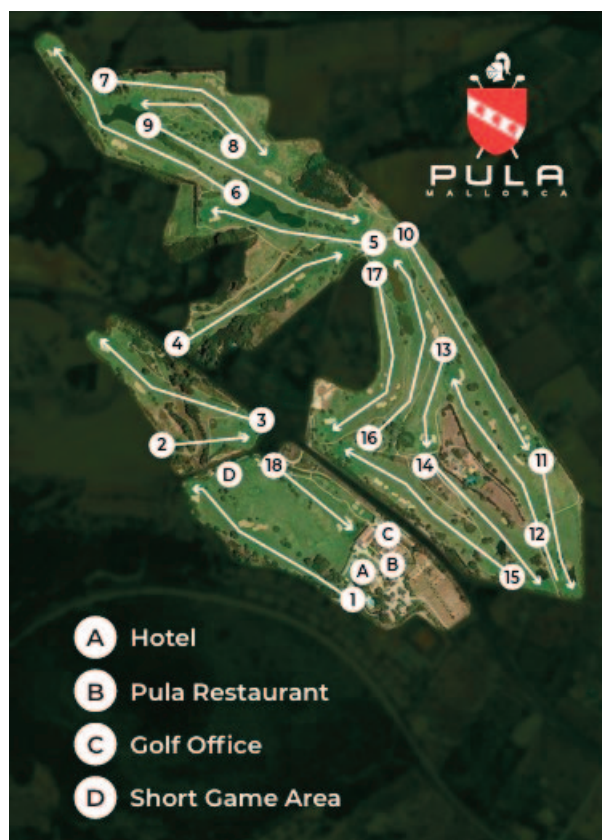 7
9
8
PULA
MALLORCA
6
5
10
17
4
13
3
2
16
18
14
11
D
C
12
A
B
15
1
A Hotel
B Pula Restaurant
C Golf Office
D Short Game Area